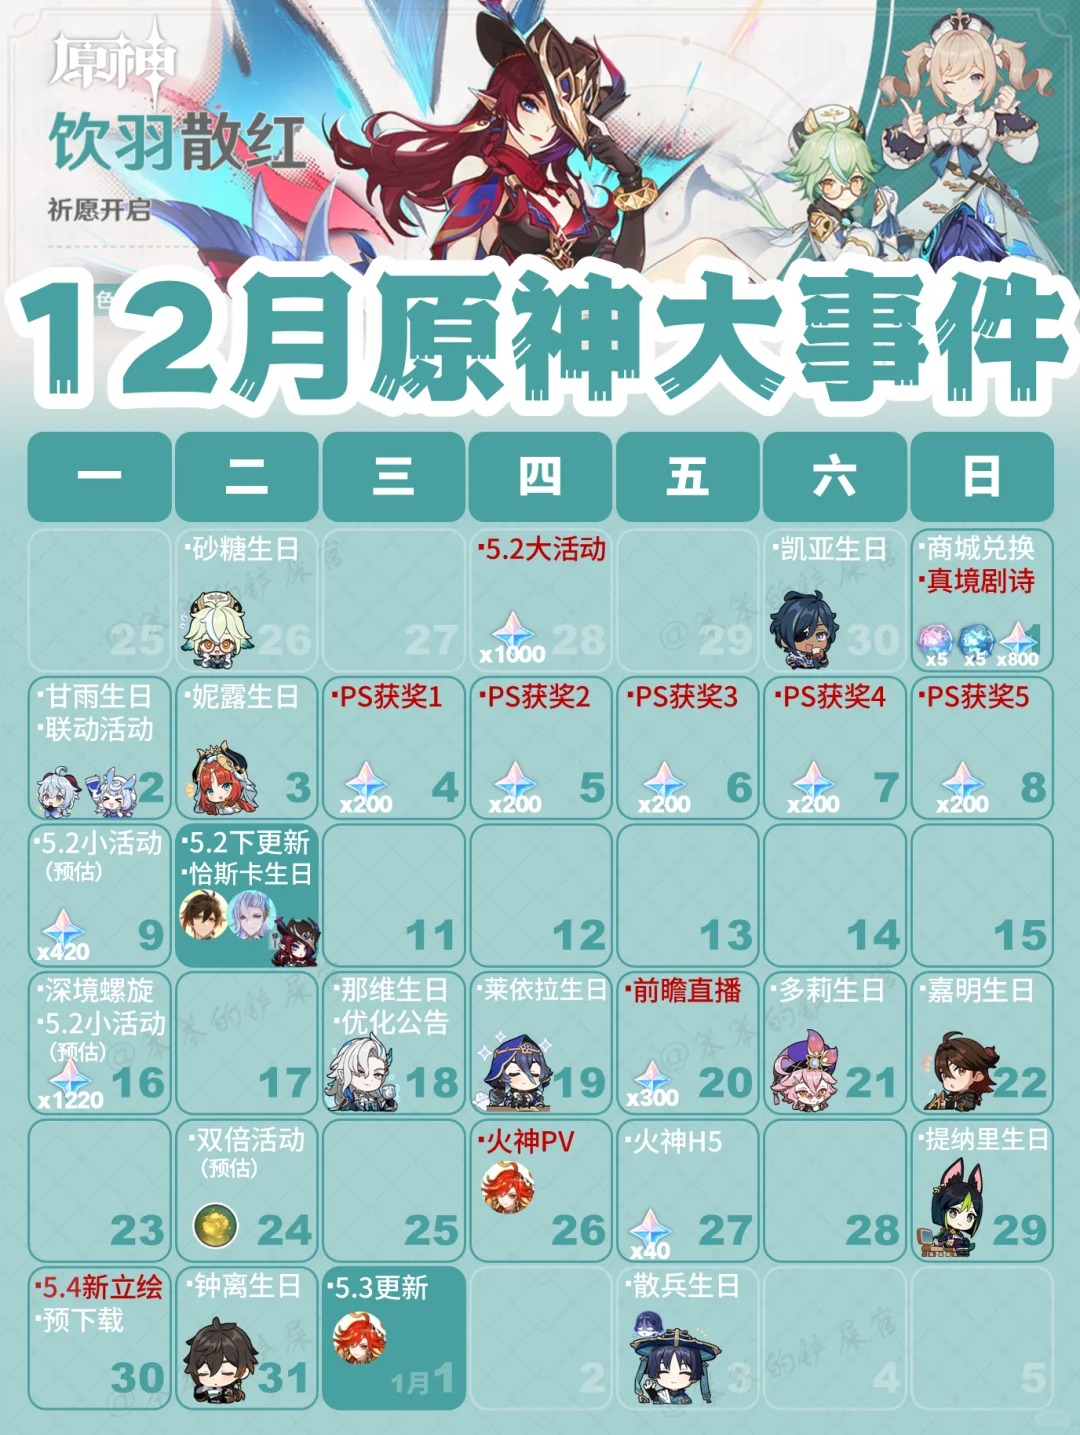 原神
饮羽散红
祈愿开启
色
12月原神大事件
一 二 三 四 五 六 日
25
·砂糖生日
26
27
·5.2大活动
x1000
28
29
·凯亚生日
30
·商城兑换
·真境剧诗
x5 x5 x800
1
·甘雨生日
·联动活动
2
·妮露生日
3
·PS获奖1
x200
4
·PS获奖2
x200
5
·PS获奖3
x200
6
·PS获奖4
x200
7
·PS获奖5
x200
8
·5.2小活动
(预估)
x420
9
·5.2下更新
·恰斯卡生日
11
12
13
14
15
·深境螺旋
·5.2小活动
(预估)
x1220
16
17
·那维生日
·优化公告
18
·莱依拉生日
19
·前瞻直播
x300
20
·多莉生日
21
·嘉明生日
22
23
·双倍活动
(预估)
24
25
·火神PV
26
·火神H5
x40
27
28
·提纳里生日
29
·5.4新立绘
·预下载
30
·钟离生日
31
·5.3更新
1月1
2
·散兵生日
3
4
5
@笨笨的铲屎官